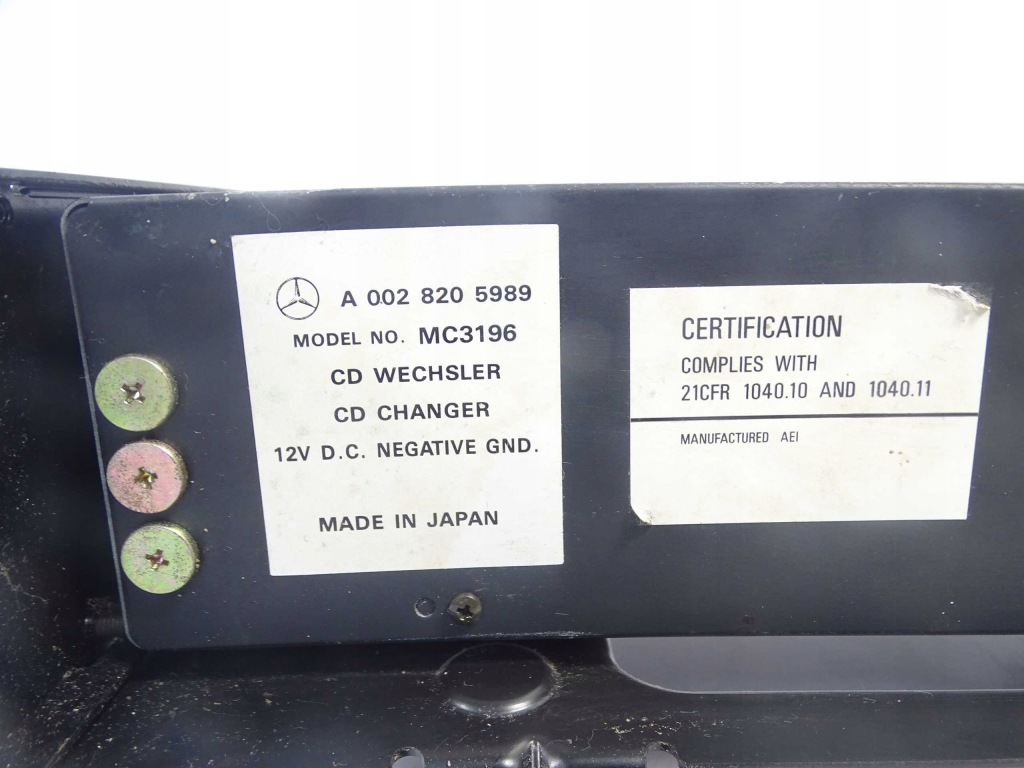 A 002 820 5989
MODEL NO. MC3196
CD WECHSLER
CD CHANGER
12V D.C. NEGATIVE GND.
MADE IN JAPAN
CERTIFICATION
COMPLIES WITH
21CFR 1040.10 AND 1040.11
MANUFACTURED AEI